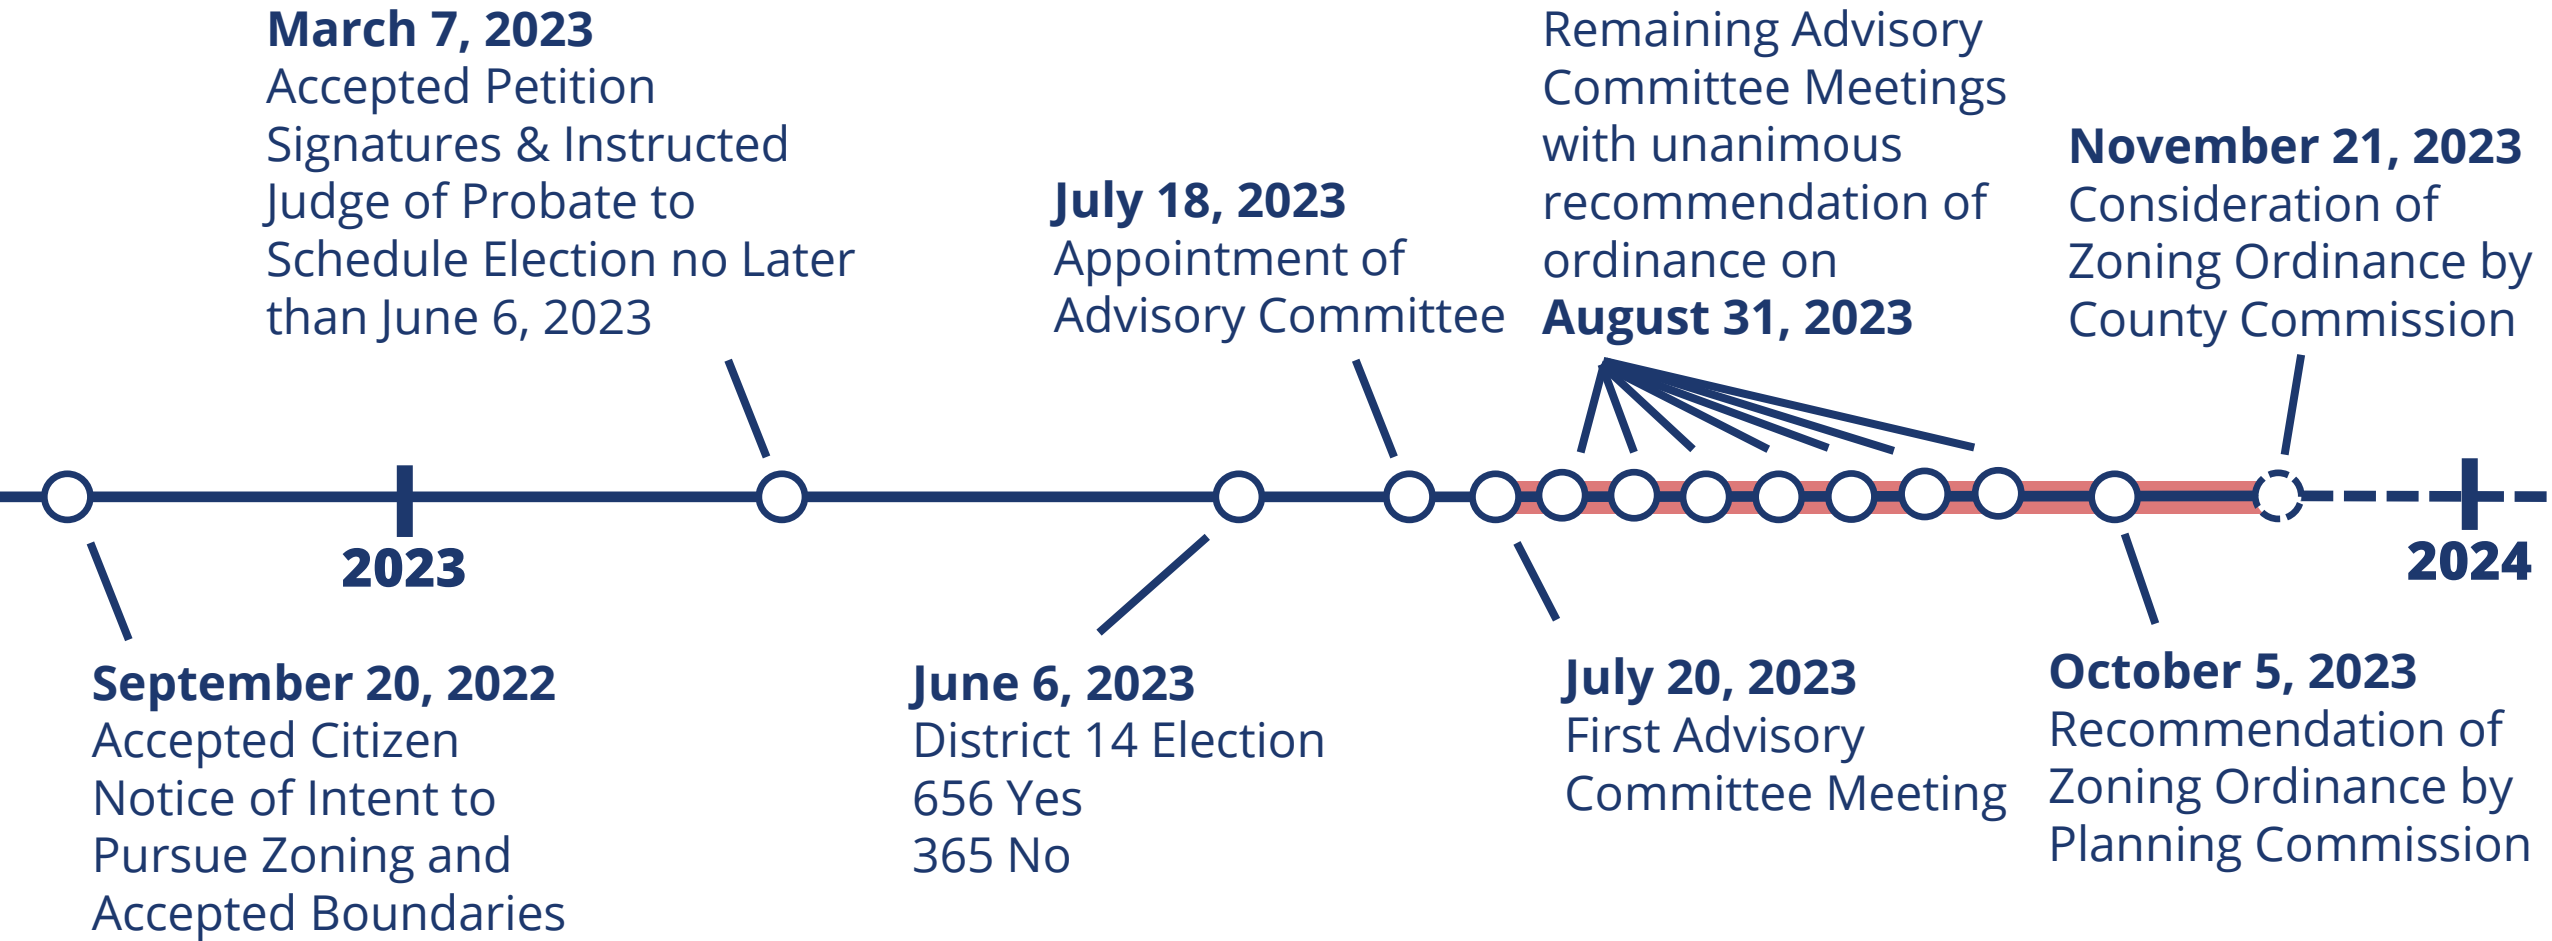 March 7, 2023
Accepted Petition
Signatures & Instructed
Judge of Probate to
Schedule Election no Later
than June 6, 2023
July 18, 2023
Appointment of
Advisory Committee
Remaining Advisory
Committee Meetings
with unanimous
recommendation of
ordinance on
August 31, 2023
November 21, 2023
Consideration of
Zoning Ordinance by
County Commission
2023
2024
September 20, 2022
Accepted Citizen
Notice of Intent to
Pursue Zoning and
Accepted Boundaries
June 6, 2023
District 14 Election
656 Yes
365 No
July 20, 2023
First Advisory
Committee Meeting
October 5, 2023
Recommendation of
Zoning Ordinance by
Planning Commission